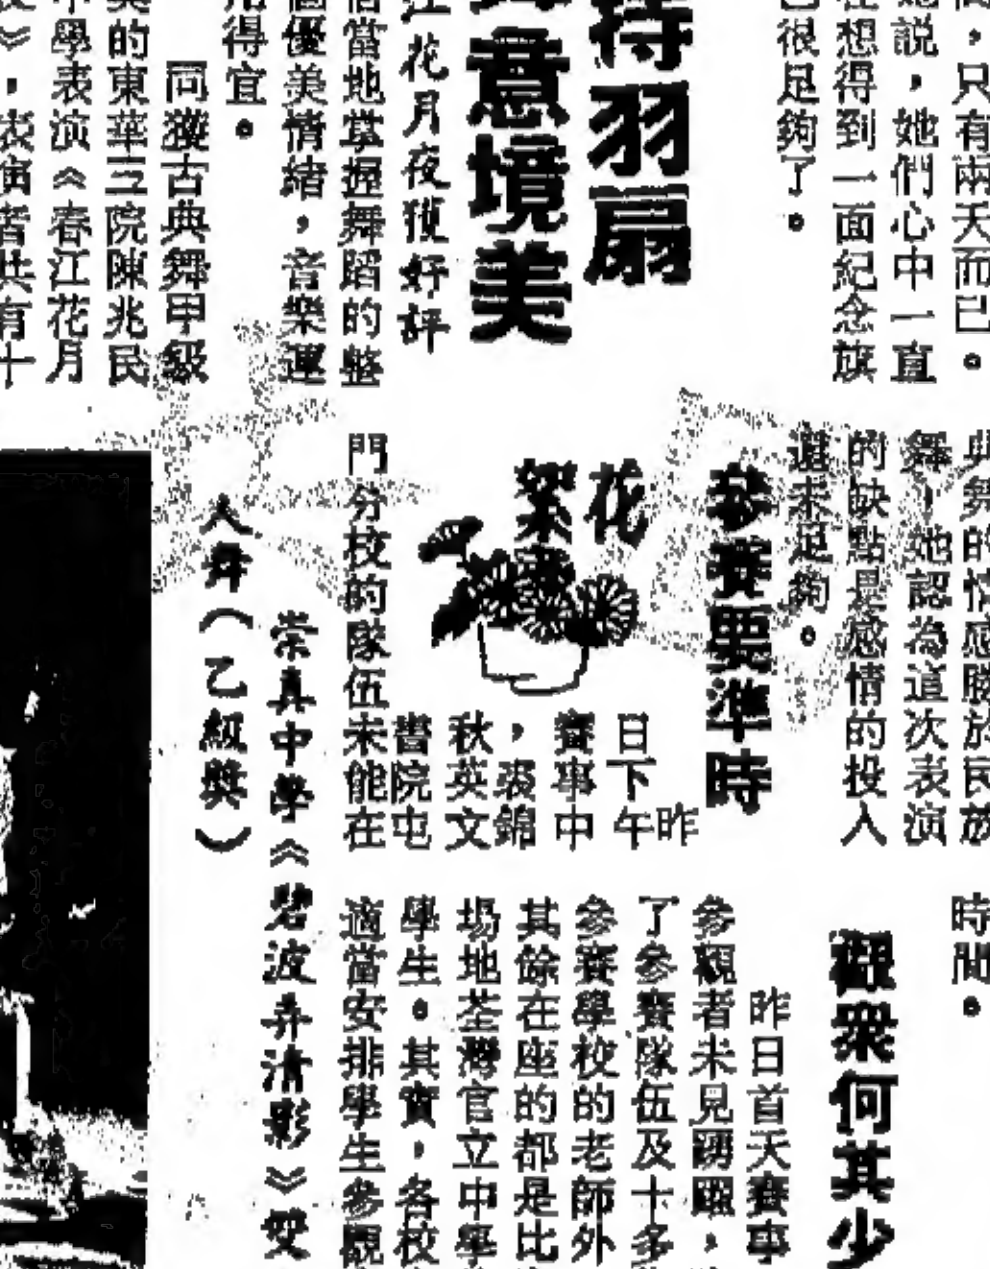 間，只有兩天而已。
她說，她們心中一直
在想得到一面紀念旗
已很足夠了。
持羽扇
舞意境美
江花月夜獲好評
當地掌握舞蹈的整
個優美情緒，音樂運
用得宜。
同獲古典舞甲級
獎的東華三院陳兆民
中學表演《春江花月
夜》，表演者共有十
典舞的情感勝於民族
舞，她認為這次表演
的缺點是感情的投入
還未足夠。
參賽要準時
花絮
昨
日下午
賽事中
，裘錦
秋英文
書院屯
門分校的隊伍未能在
時間。
觀衆何其少
昨日首天賽事
參觀者未見踴躍，
了參賽隊伍及十多
參賽學校的老師外
其餘在座的都是比
場地荃灣官立中學
學生。其實，各校
適當安排學生參觀
崇真中學《碧波弄清影》雙
人舞（乙級獎）